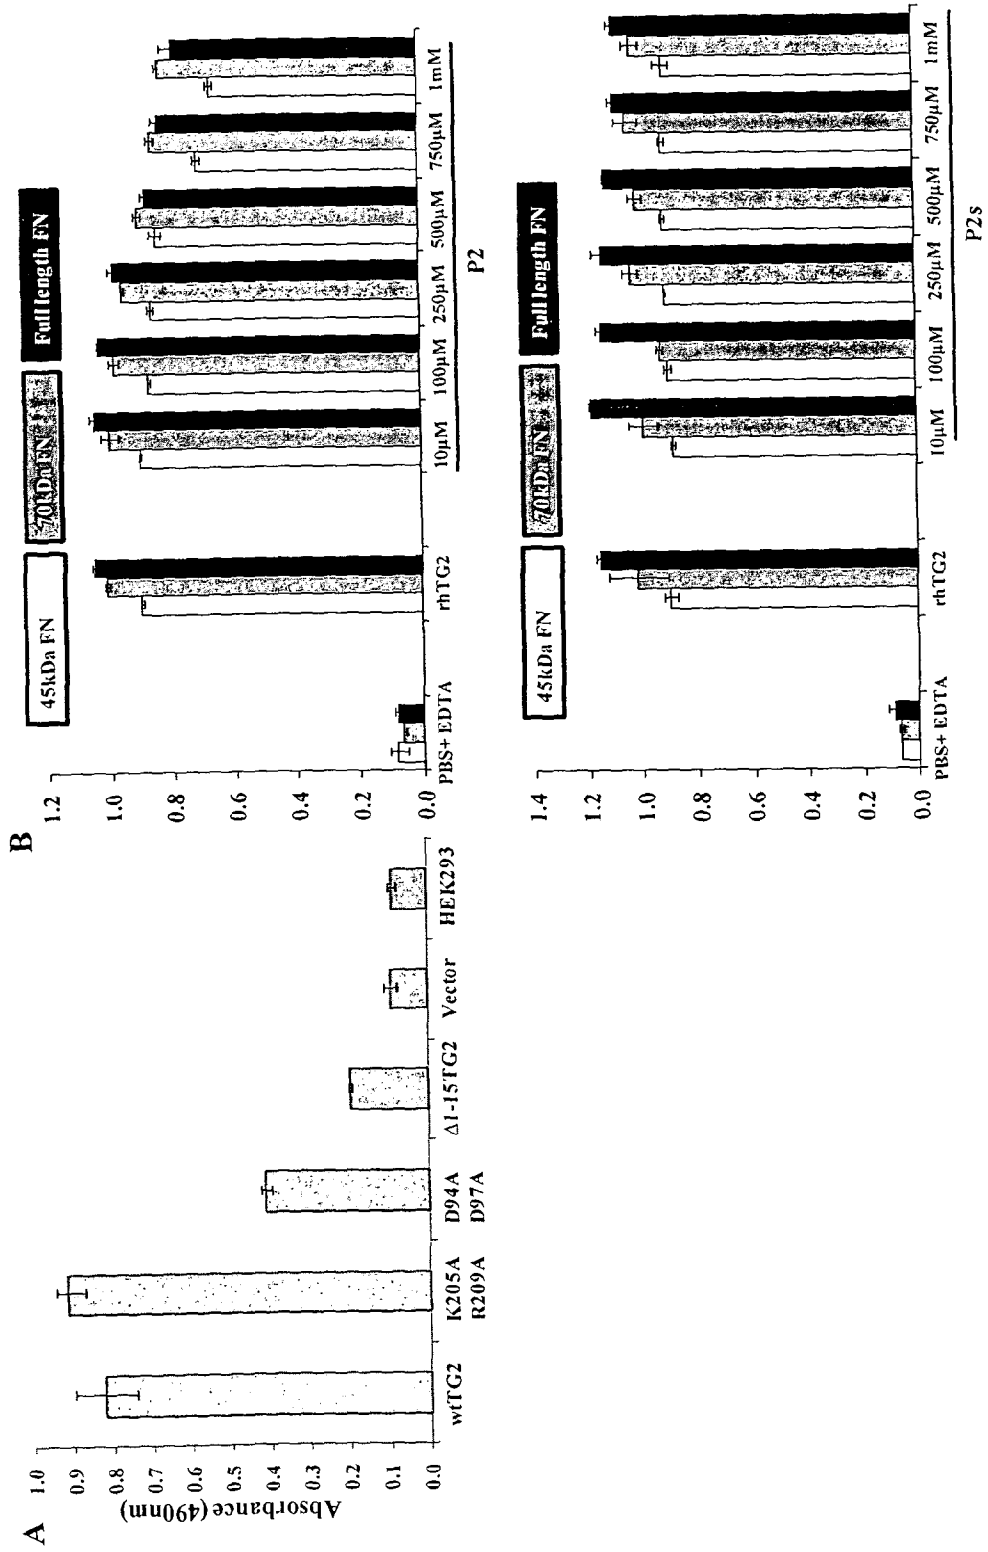 A
Absorbance (490nm)
1.0
0.9
0.8
0.7
0.6
0.5
0.4
0.3
0.2
0.1
0.0
wtTG2
K205A
R209A
D94A
D97A
Δ1-15TG2
Vector
HEK293
B
45kDa FN
70kDa FN
Full length FN
1.2
1.0
0.8
0.6
0.4
0.2
0.0
PBS+ EDTA
rhTG2
10µM
100µM
250µM
500µM
750µM
1mM
P2
45kDa FN
70kDa FN
Full length FN
1.4
1.2
1.0
0.8
0.6
0.4
0.2
0.0
PBS+ EDTA
rhTG2
10µM
100µM
250µM
500µM
750µM
1mM
P2s